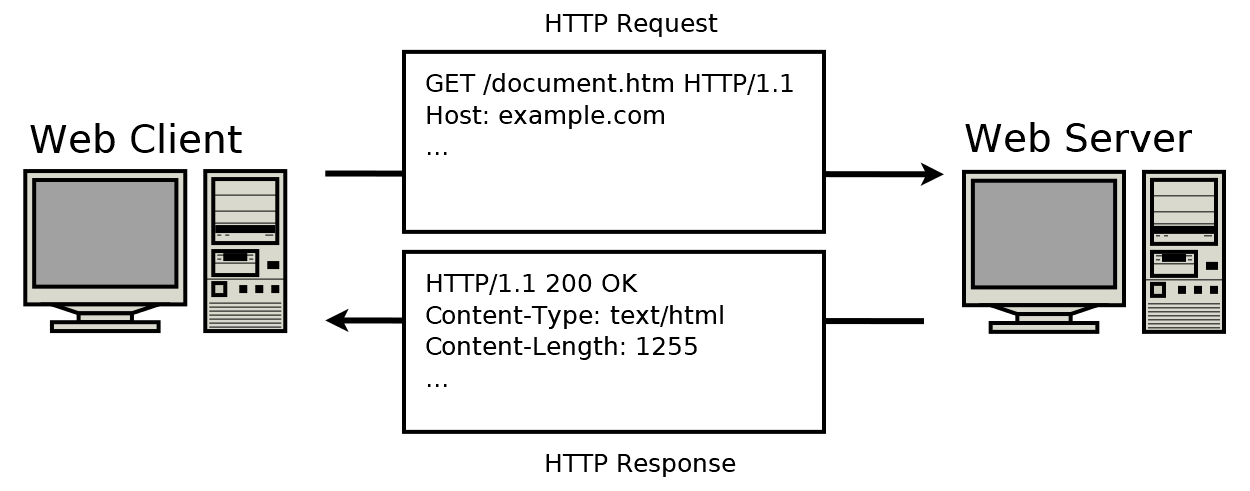 HTTP Request
GET /document.htm HTTP/1.1
Host: example.com
...
Web Client
Web Server
HTTP/1.1 200 OK
Content-Type: text/html
Content-Length: 1255
...
HTTP Response